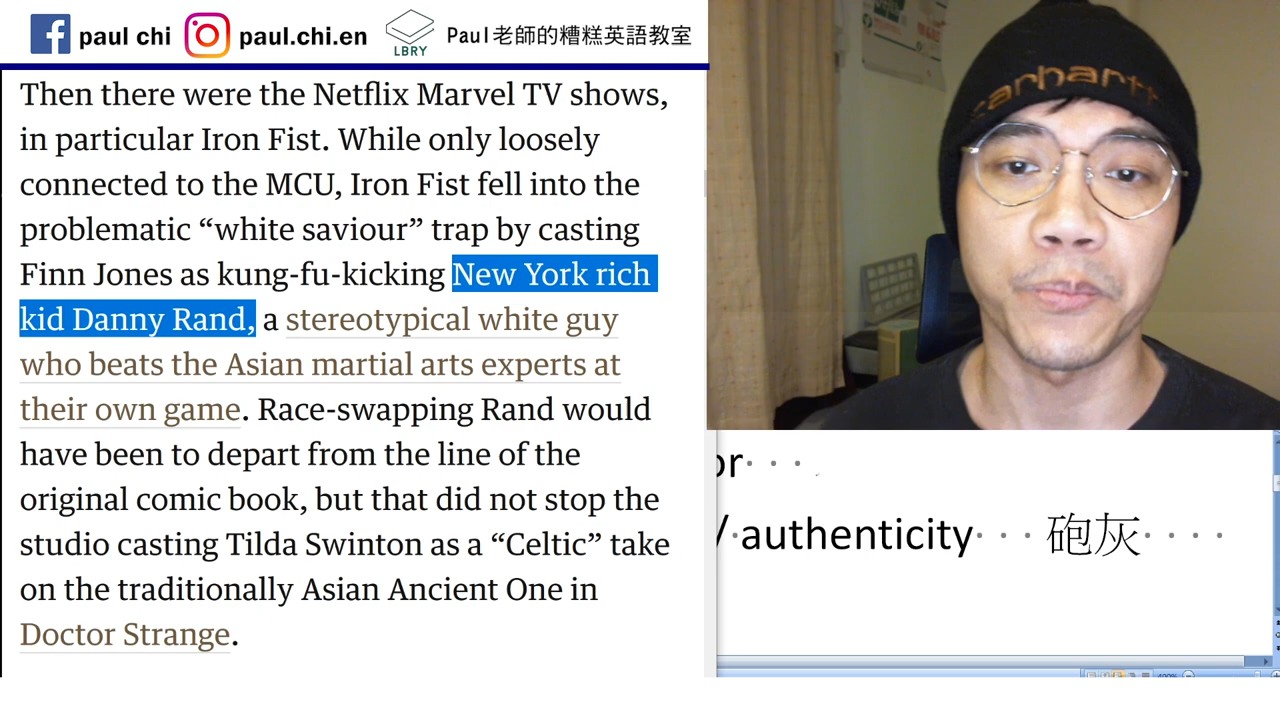 paul chi
paul.chi.en
LBRY
Paul老師的糟糕英語教室
Then there were the Netflix Marvel TV shows,
in particular Iron Fist. While only loosely
connected to the MCU, Iron Fist fell into the
problematic “white saviour” trap by casting
Finn Jones as kung-fu-kicking New York rich
kid Danny Rand, a stereotypical white guy
who beats the Asian martial arts experts at
their own game. Race-swapping Rand would
have been to depart from the line of the
original comic book, but that did not stop the
studio casting Tilda Swinton as a “Celtic” take
on the traditionally Asian Ancient One in
Doctor Strange.
carhartt
or
/ authenticity 砲灰